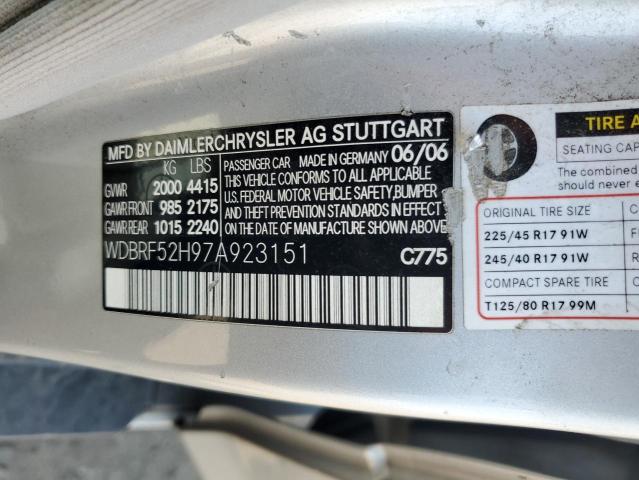 MFD BY DAIMLERCHRYSLER AG STUTTGART
KG LBS
GVWR 2000 4415
GAWR FRONT 985 2175
GAWR REAR 1015 2240
PASSENGER CAR MADE IN GERMANY 06/06
THIS VEHICLE CONFORMS TO ALL APPLICABLE
U.S. FEDERAL MOTOR VEHICLE SAFETY, BUMPER
AND THEFT PREVENTION STANDARDS IN EFFECT
ON THE DATE OF MANUFACTURE SHOWN ABOVE.
WDBRF52H97A923151 C775
TIRE A
SEATING CAP
The combined
should never
ORIGINAL TIRE SIZE
225/45 R17 91W
245/40 R17 91W
COMPACT SPARE TIRE
T125/80 R17 99M